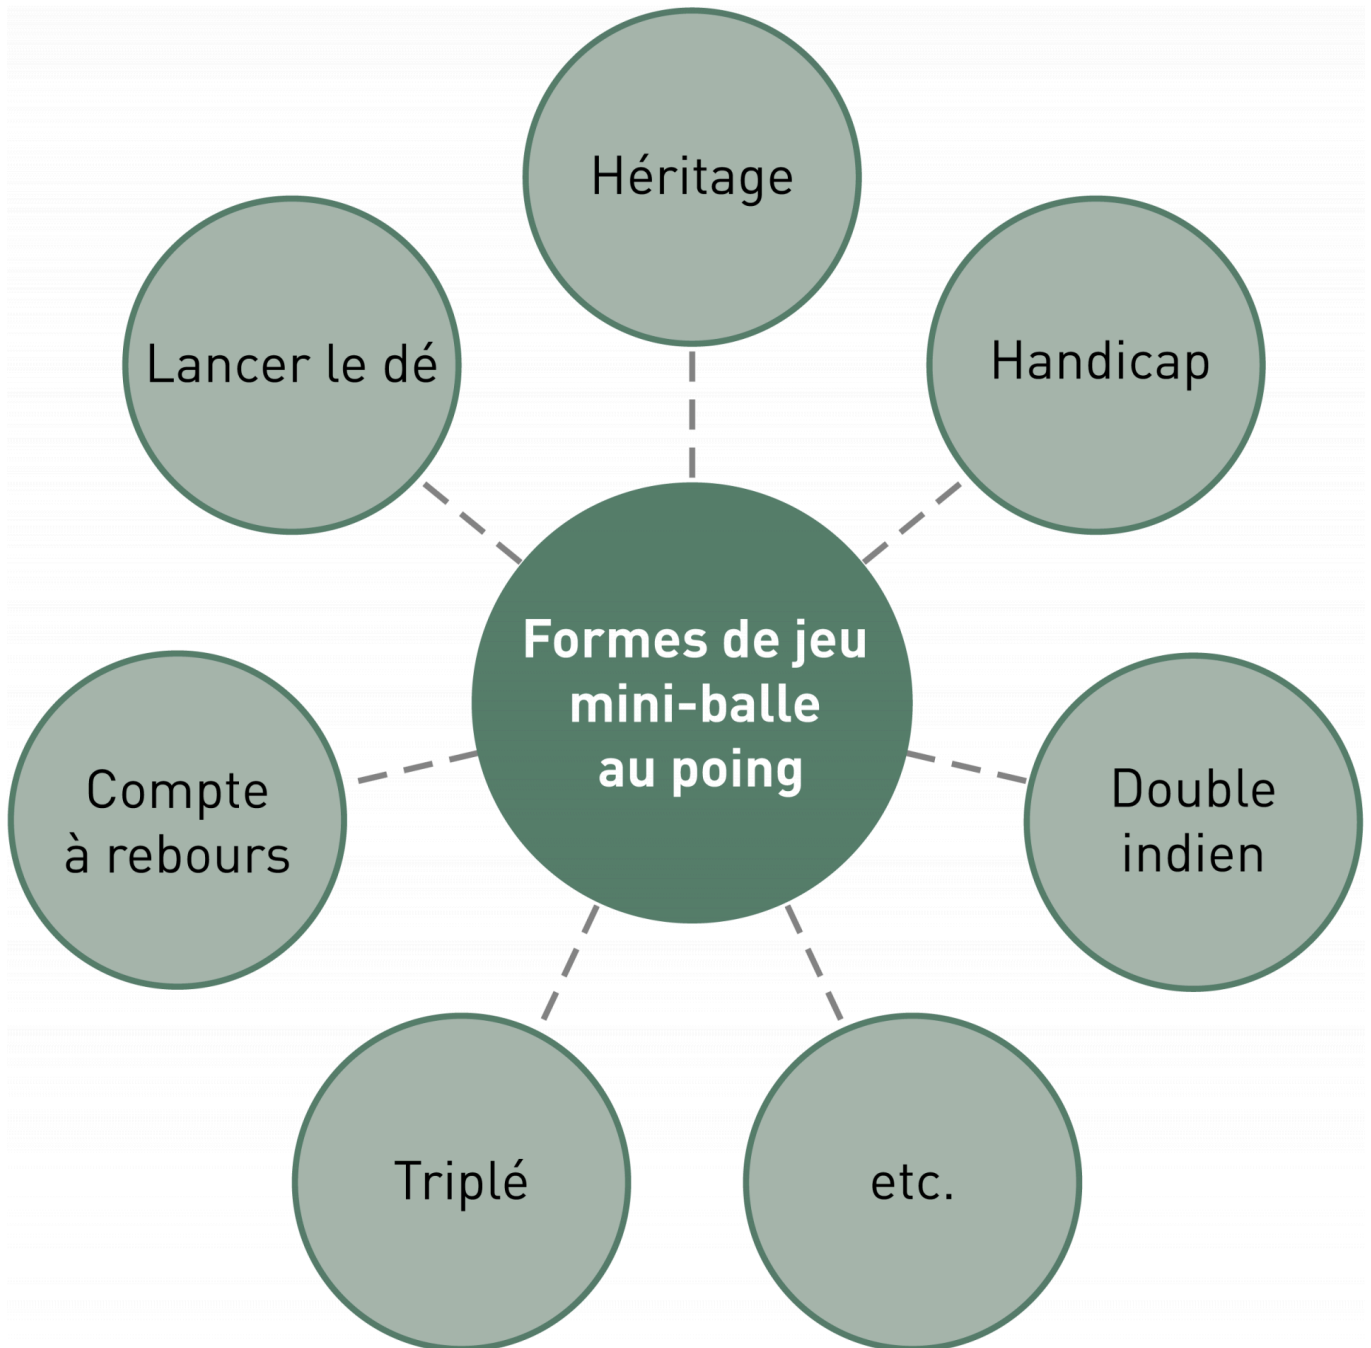 Héritage
Lancer le dé
Handicap
Formes de jeu
mini-balle
au poing
Compte
à rebours
Double
indien
Triplé
etc.